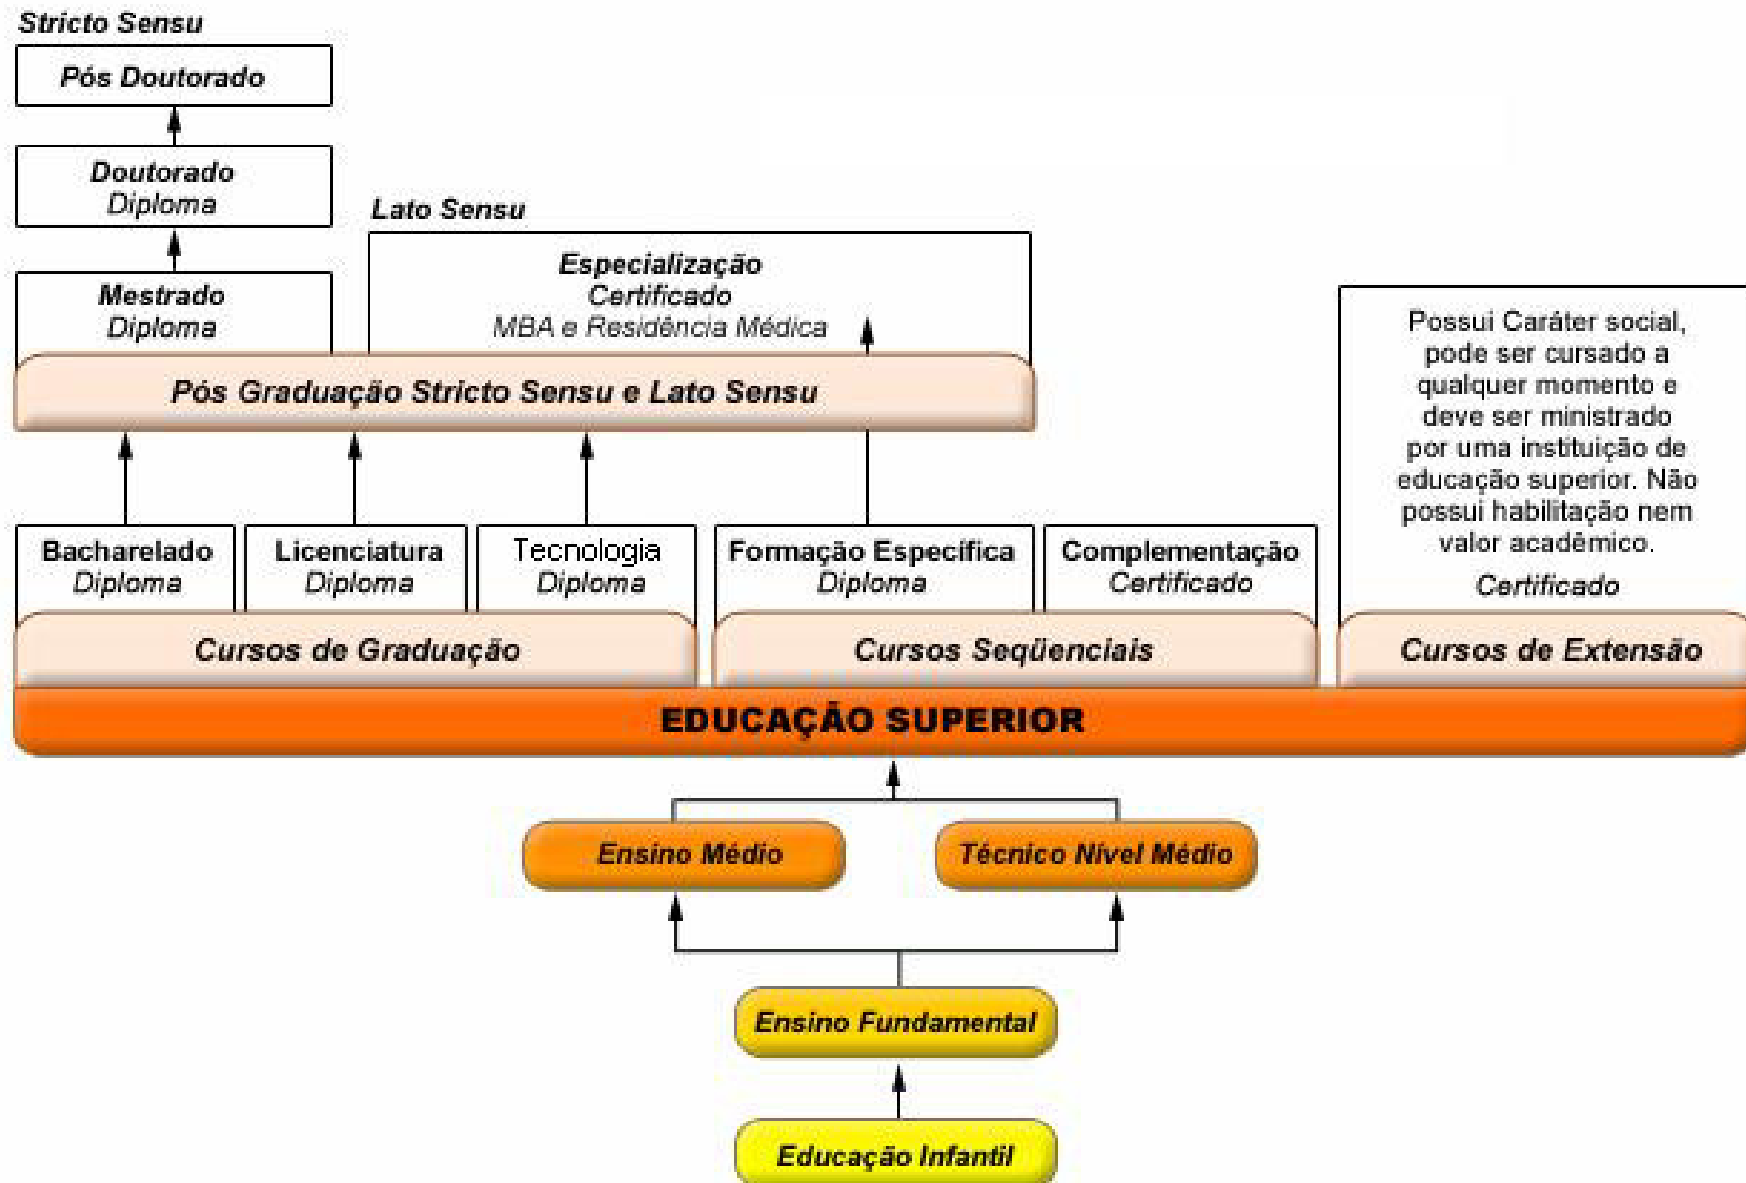 Stricto Sensu
Pós Doutorado
Doutorado
Diploma
Mestrado
Diploma
Lato Sensu
Especialização
Certificado
MBA e Residência Médica
Pós Graduação Stricto Sensu e Lato Sensu
Bacharelado
Diploma
Licenciatura
Diploma
Tecnologia
Diploma
Formação Específica
Diploma
Complementação
Certificado
Possui Caráter social,
pode ser cursado a
qualquer momento e
deve ser ministrado
por uma instituição de
educação superior. Não
possui habilitação nem
valor acadêmico.
Certificado
Cursos de Graduação
Cursos Seqüenciais
Cursos de Extensão
EDUCAÇÃO SUPERIOR
Ensino Médio
Técnico Nível Médio
Ensino Fundamental
Educação Infantil